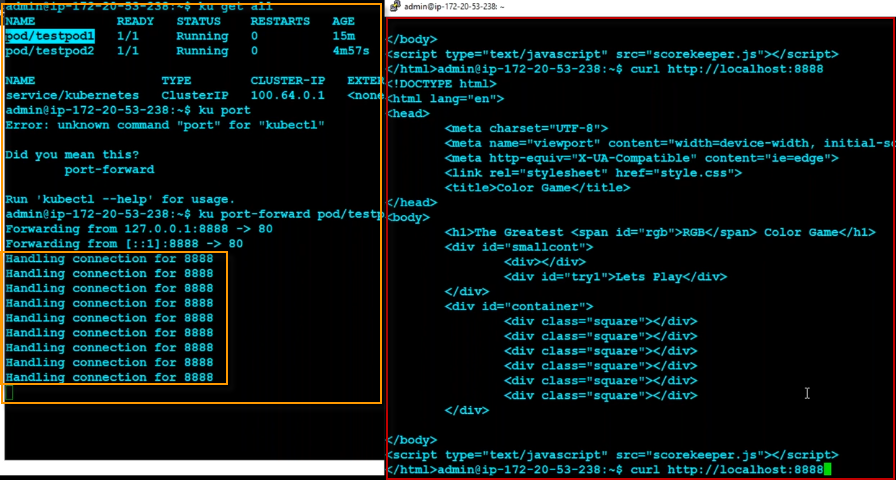 admin@ip-172-20-53-238:~$ ku get all
NAME READY STATUS RESTARTS AGE
pod/testpod1 1/1 Running 0 15m
pod/testpod2 1/1 Running 0 4m57s
NAME TYPE CLUSTER-IP EXTER
service/kubernetes ClusterIP 100.64.0.1 <none
admin@ip-172-20-53-238:~$ ku port
Error: unknown command "port" for "kubectl"
Did you mean this?
port-forward
Run 'kubectl --help' for usage.
admin@ip-172-20-53-238:~$ ku port-forward pod/testp
Forwarding from 127.0.0.1:8888 -> 80
Forwarding from [::1]:8888 -> 80
Handling connection for 8888
Handling connection for 8888
Handling connection for 8888
Handling connection for 8888
Handling connection for 8888
Handling connection for 8888
Handling connection for 8888
Handling connection for 8888
Handling connection for 8888
admin@ip-172-20-53-238: ~
</body>
<script type="text/javascript" src="scorekeeper.js"></script>
</html>admin@ip-172-20-53-238:~$ curl http://localhost:8888
<!DOCTYPE html>
<html lang="en">
<head>
<meta charset="UTF-8">
<meta name="viewport" content="width=device-width, initial-sc
<meta http-equiv="X-UA-Compatible" content="ie=edge">
<link rel="stylesheet" href="style.css">
<title>Color Game</title>
</head>
<body>
<h1>The Greatest <span id="rgb">RGB</span> Color Game</h1>
<div id="smallcont">
<div></div>
<div id="try1">Lets Play</div>
</div>
<div id="container">
<div class="square"></div>
<div class="square"></div>
<div class="square"></div>
<div class="square"></div>
<div class="square"></div>
<div class="square"></div>
</div>
</body>
<script type="text/javascript" src="scorekeeper.js"></script>
</html>admin@ip-172-20-53-238:~$ curl http://localhost:8888